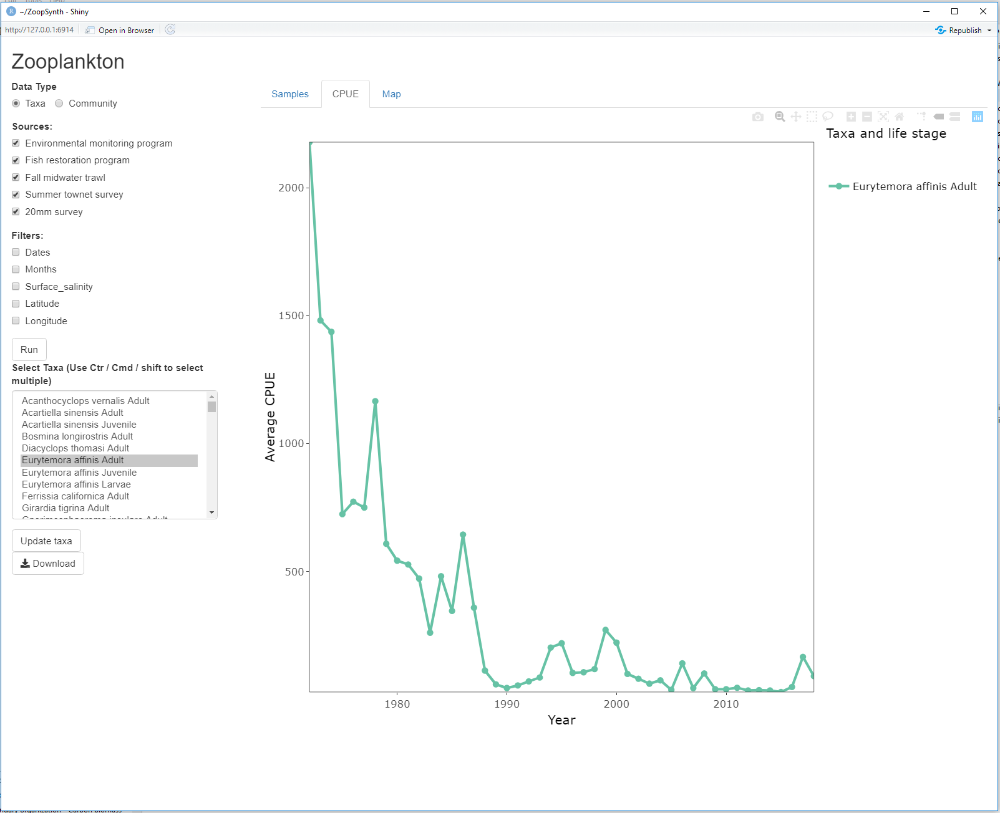 ~/ZoopSynth - Shiny
http://127.0.0.1:6914
Open in Browser
Republish
Zooplankton
Data Type
Taxa
Community
Sources:
Environmental monitoring program
Fish restoration program
Fall midwater trawl
Summer townet survey
20mm survey
Filters:
Dates
Months
Surface_salinity
Latitude
Longitude
Run
Select Taxa (Use Ctr / Cmd / shift to select
multiple)
Acanthocyclops vernalis Adult
Acartiella sinensis Adult
Acartiella sinensis Juvenile
Bosmina longirostris Adult
Diacyclops thomasi Adult
Eurytemora affinis Adult
Eurytemora affinis Juvenile
Eurytemora affinis Larvae
Ferrissia californica Adult
Girardia tigrina Adult
Update taxa
Download
Samples
CPUE
Map
Taxa and life stage
Eurytemora affinis Adult
Average CPUE
2000
1500
1000
500
1980
1990
2000
2010
Year